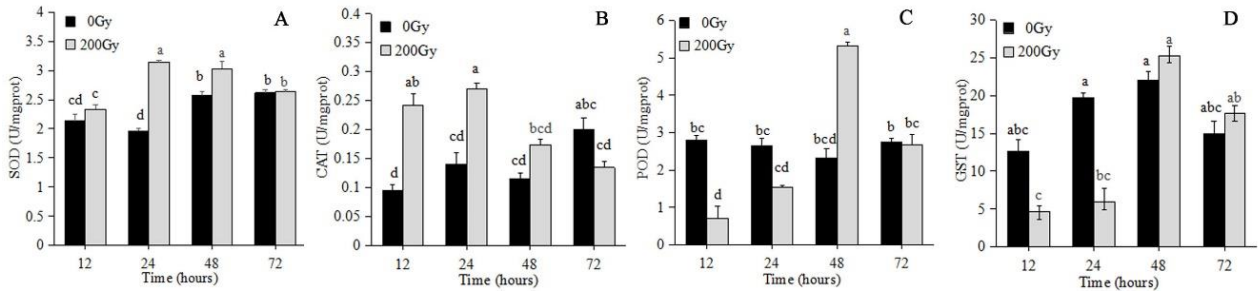 A
0Gy
200Gy
SOD (U/mgprot)
4
3.5
3
2.5
2
1.5
1
0.5
0
cd c d a b a b b
12 24 48 72
Time (hours)
B
0Gy
200Gy
CAT (U/mgprot)
0.4
0.35
0.3
0.25
0.2
0.15
0.1
0.05
0
d ab cd a cd bcd abc cd
12 24 48 72
Time (hours)
C
0Gy
200Gy
POD (U/mgprot)
6
5
4
3
2
1
0
bc d bc cd bcd a b bc
12 24 48 72
Time (hours)
D
0Gy
200Gy
GST (U/mgprot)
30
25
20
15
10
5
0
abc c a bc a a abc ab
12 24 48 72
Time (hours)